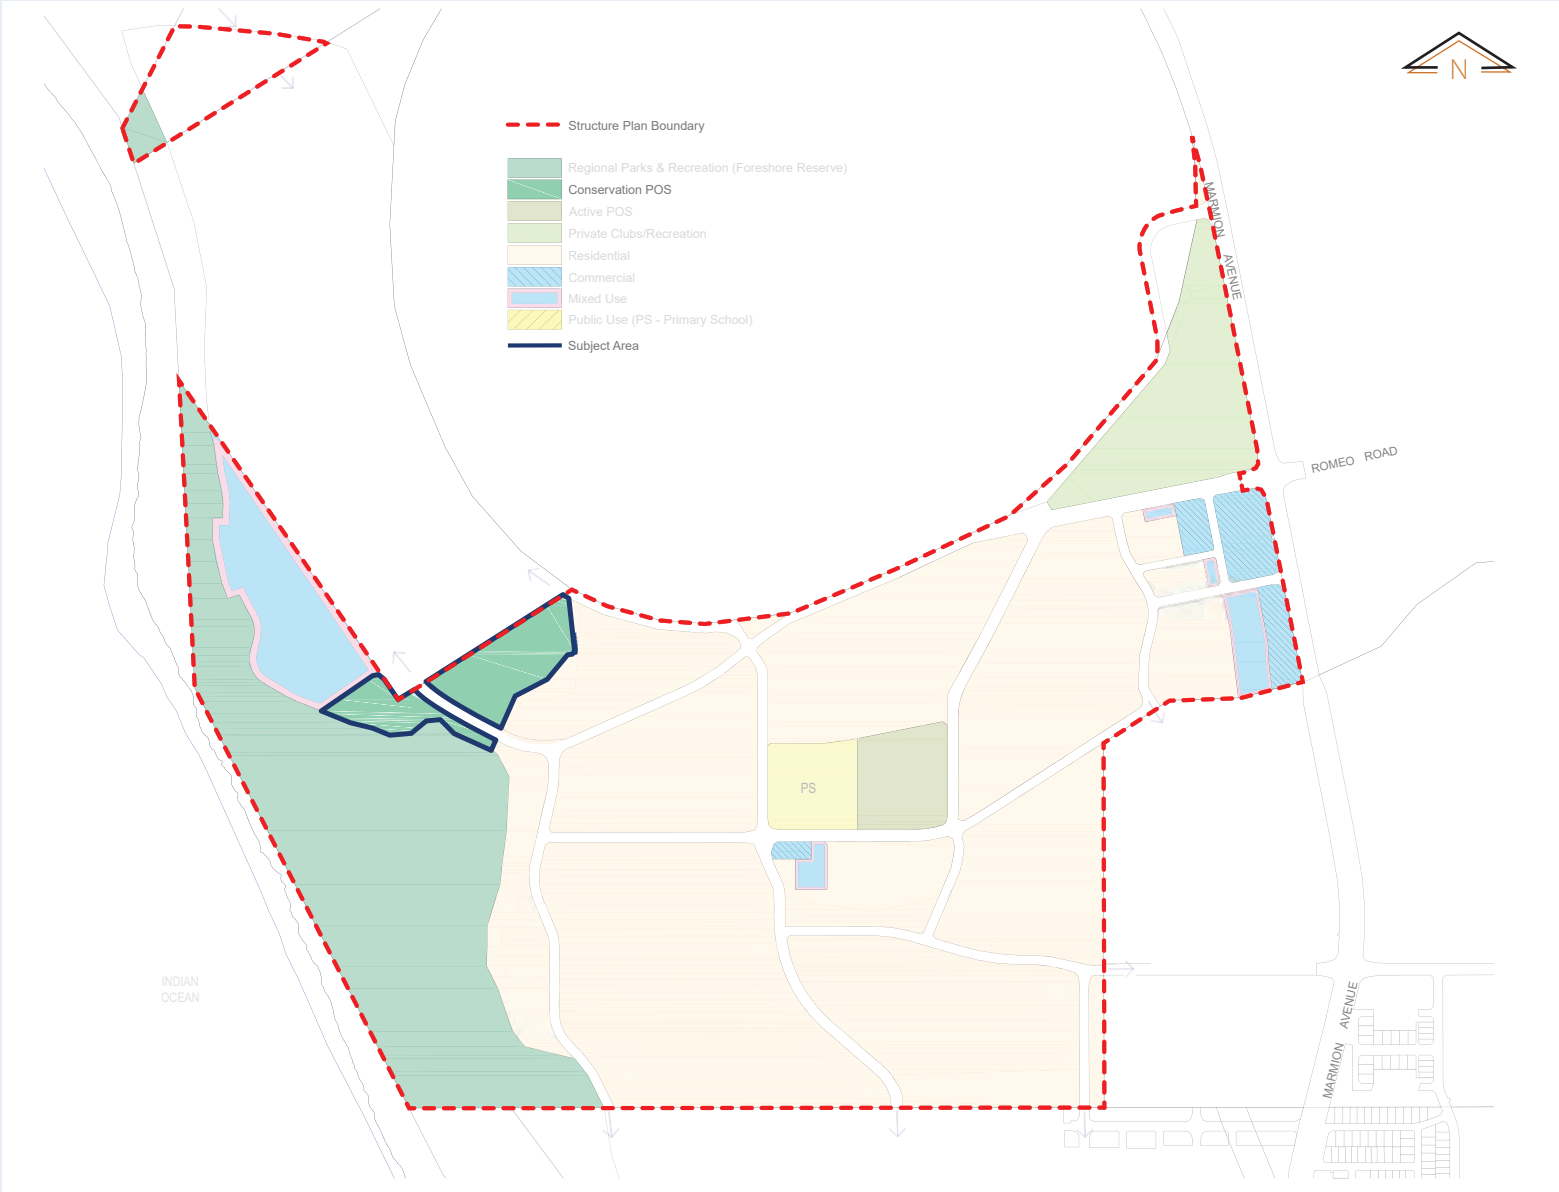 N
Structure Plan Boundary
Regional Parks & Recreation (Foreshore Reserve)
Conservation POS
Active POS
Private Clubs/Recreation
Residential
Commercial
Mixed Use
Public Use (PS - Primary School)
Subject Area
MARMION AVENUE
ROMEO ROAD
PS
INDIAN
OCEAN
MARMION AVENUE